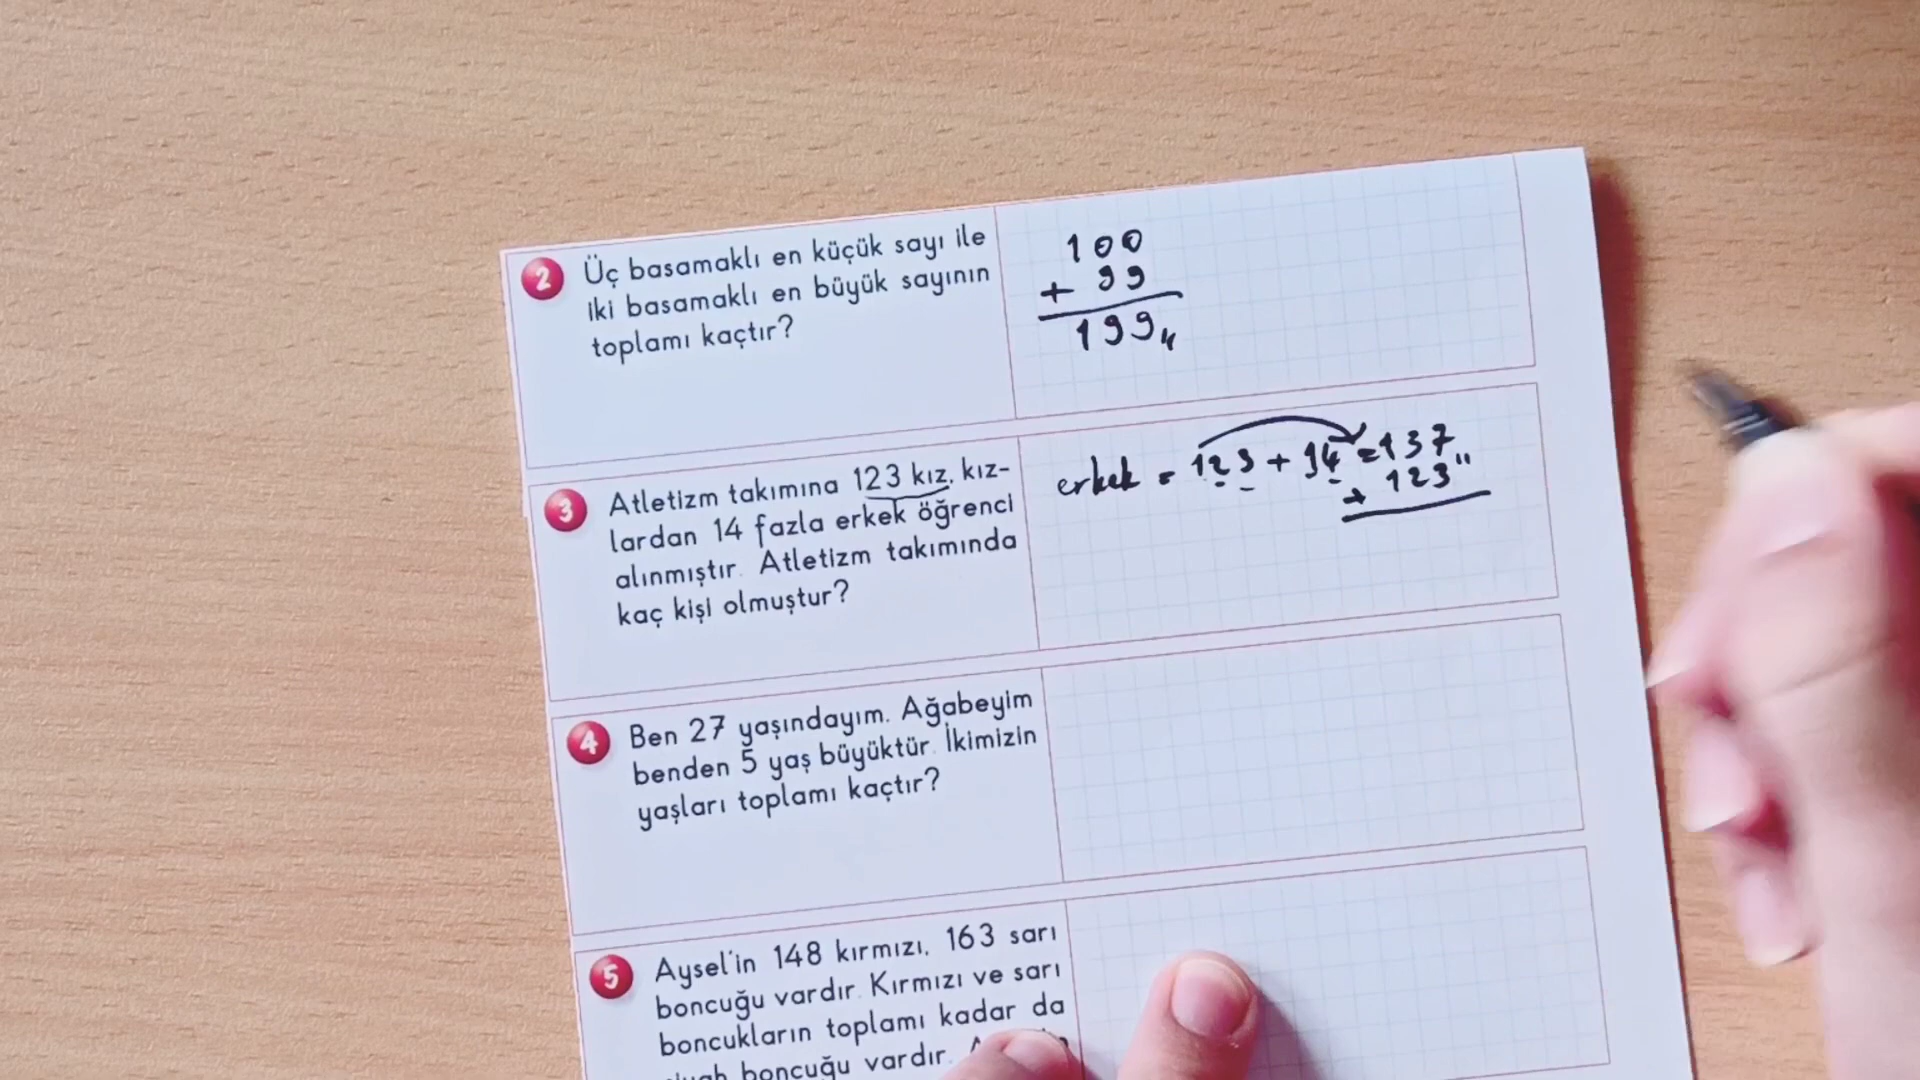 2 Üç basamaklı en küçük sayı ile
iki basamaklı en büyük sayının
toplamı kaçtır?
100
+ 99
199
3 Atletizm takımına 123 kız, kız-
lardan 14 fazla erkek öğrenci
alınmıştır. Atletizm takımında
kaç kişi olmuştur?
erkek = 123 + 14 = 137
+ 123
4 Ben 27 yaşındayım. Ağabeyim
benden 5 yaş büyüktür. İkimizin
yaşları toplamı kaçtır?
5 Aysel'in 148 kırmızı, 163 sarı
boncuğu vardır. Kırmızı ve sarı
boncukların toplamı kadar da
boncuğu vardır.